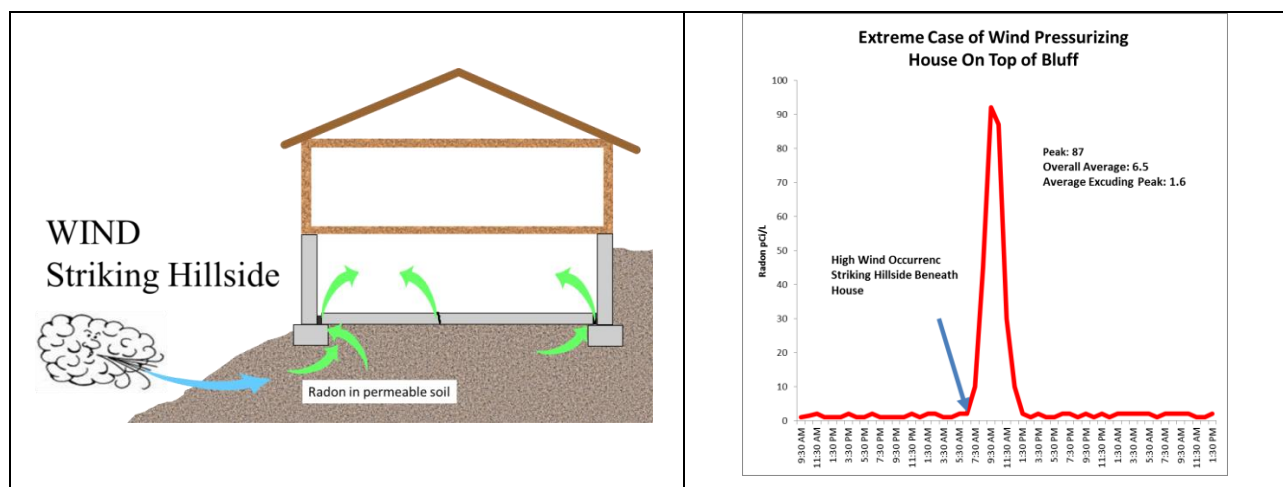 WIND
Striking Hillside
Radon in permeable soil
Extreme Case of Wind Pressurizing
House On Top of Bluff
Radon pCi/L
100
90
80
70
60
50
40
30
20
10
0
Peak: 87
Overall Average: 6.5
Average Excuding Peak: 1.6
High Wind Occurrenc
Striking Hillside Beneath
House
9:30 AM
11:30 AM
1:30 PM
3:30 PM
5:30 PM
7:30 PM
9:30 PM
11:30 PM
1:30 AM
3:30 AM
5:30 AM
7:30 AM
9:30 AM
11:30 AM
1:30 PM
3:30 PM
5:30 PM
7:30 PM
9:30 PM
11:30 PM
1:30 AM
3:30 AM
5:30 AM
7:30 AM
9:30 AM
11:30 AM
1:30 PM